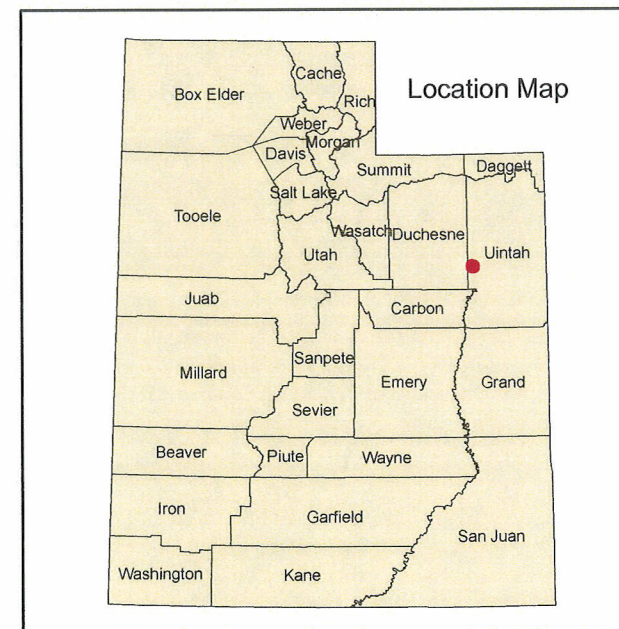 Location Map
Cache
Box Elder
Rich
Weber
Morgan
Davis
Summit
Daggett
Salt Lake
Tooele
Wasatch
Duchesne
Uintah
Utah
Juab
Carbon
Sanpete
Millard
Emery
Grand
Sevier
Beaver
Piute
Wayne
Iron
Garfield
San Juan
Washington
Kane